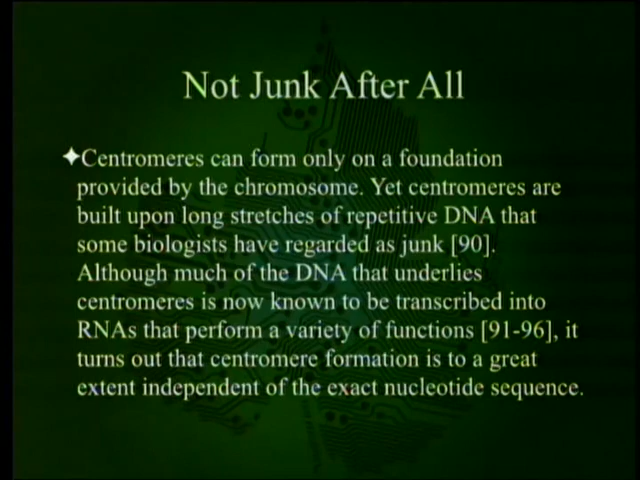 Not Junk After All
✦Centromeres can form only on a foundation
provided by the chromosome. Yet centromeres are
built upon long stretches of repetitive DNA that
some biologists have regarded as junk [90].
Although much of the DNA that underlies
centromeres is now known to be transcribed into
RNAs that perform a variety of functions [91-96], it
turns out that centromere formation is to a great
extent independent of the exact nucleotide sequence.